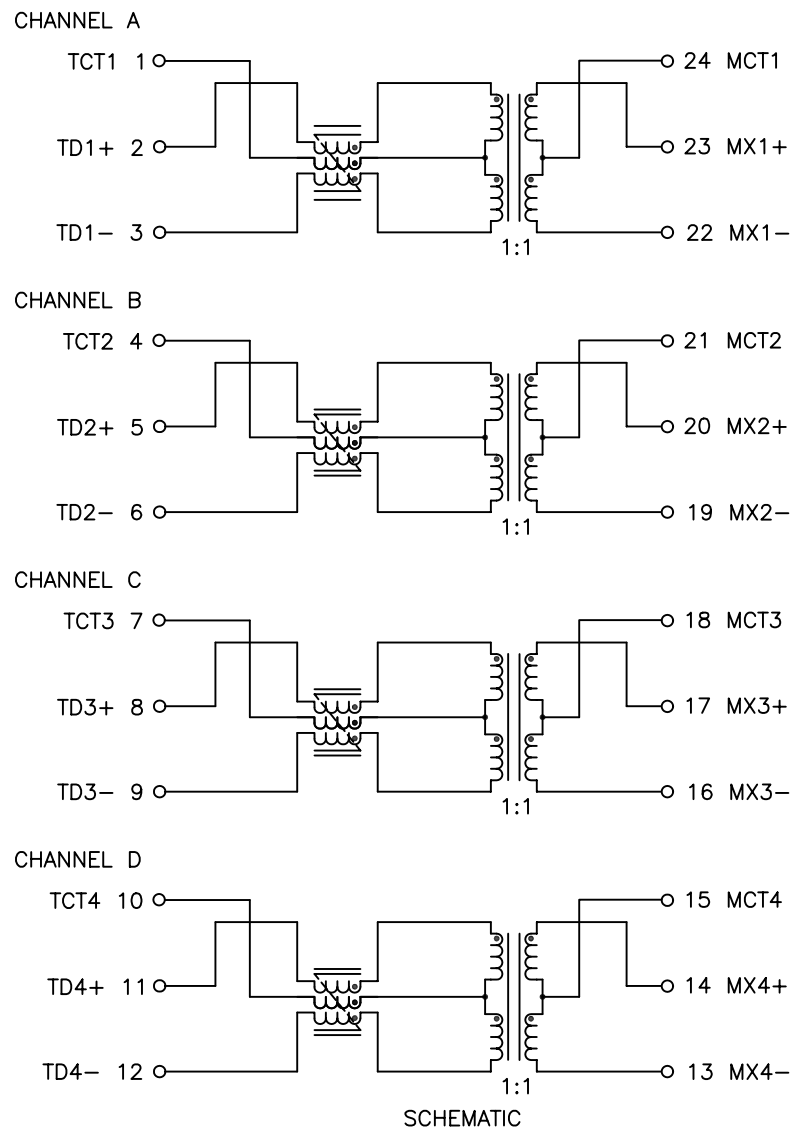 CHANNEL A
TCT1 1 24 MCT1
TD1+ 2 23 MX1+
TD1− 3 22 MX1−
1:1
CHANNEL B
TCT2 4 21 MCT2
TD2+ 5 20 MX2+
TD2− 6 19 MX2−
1:1
CHANNEL C
TCT3 7 18 MCT3
TD3+ 8 17 MX3+
TD3− 9 16 MX3−
1:1
CHANNEL D
TCT4 10 15 MCT4
TD4+ 11 14 MX4+
TD4− 12 13 MX4−
1:1
SCHEMATIC